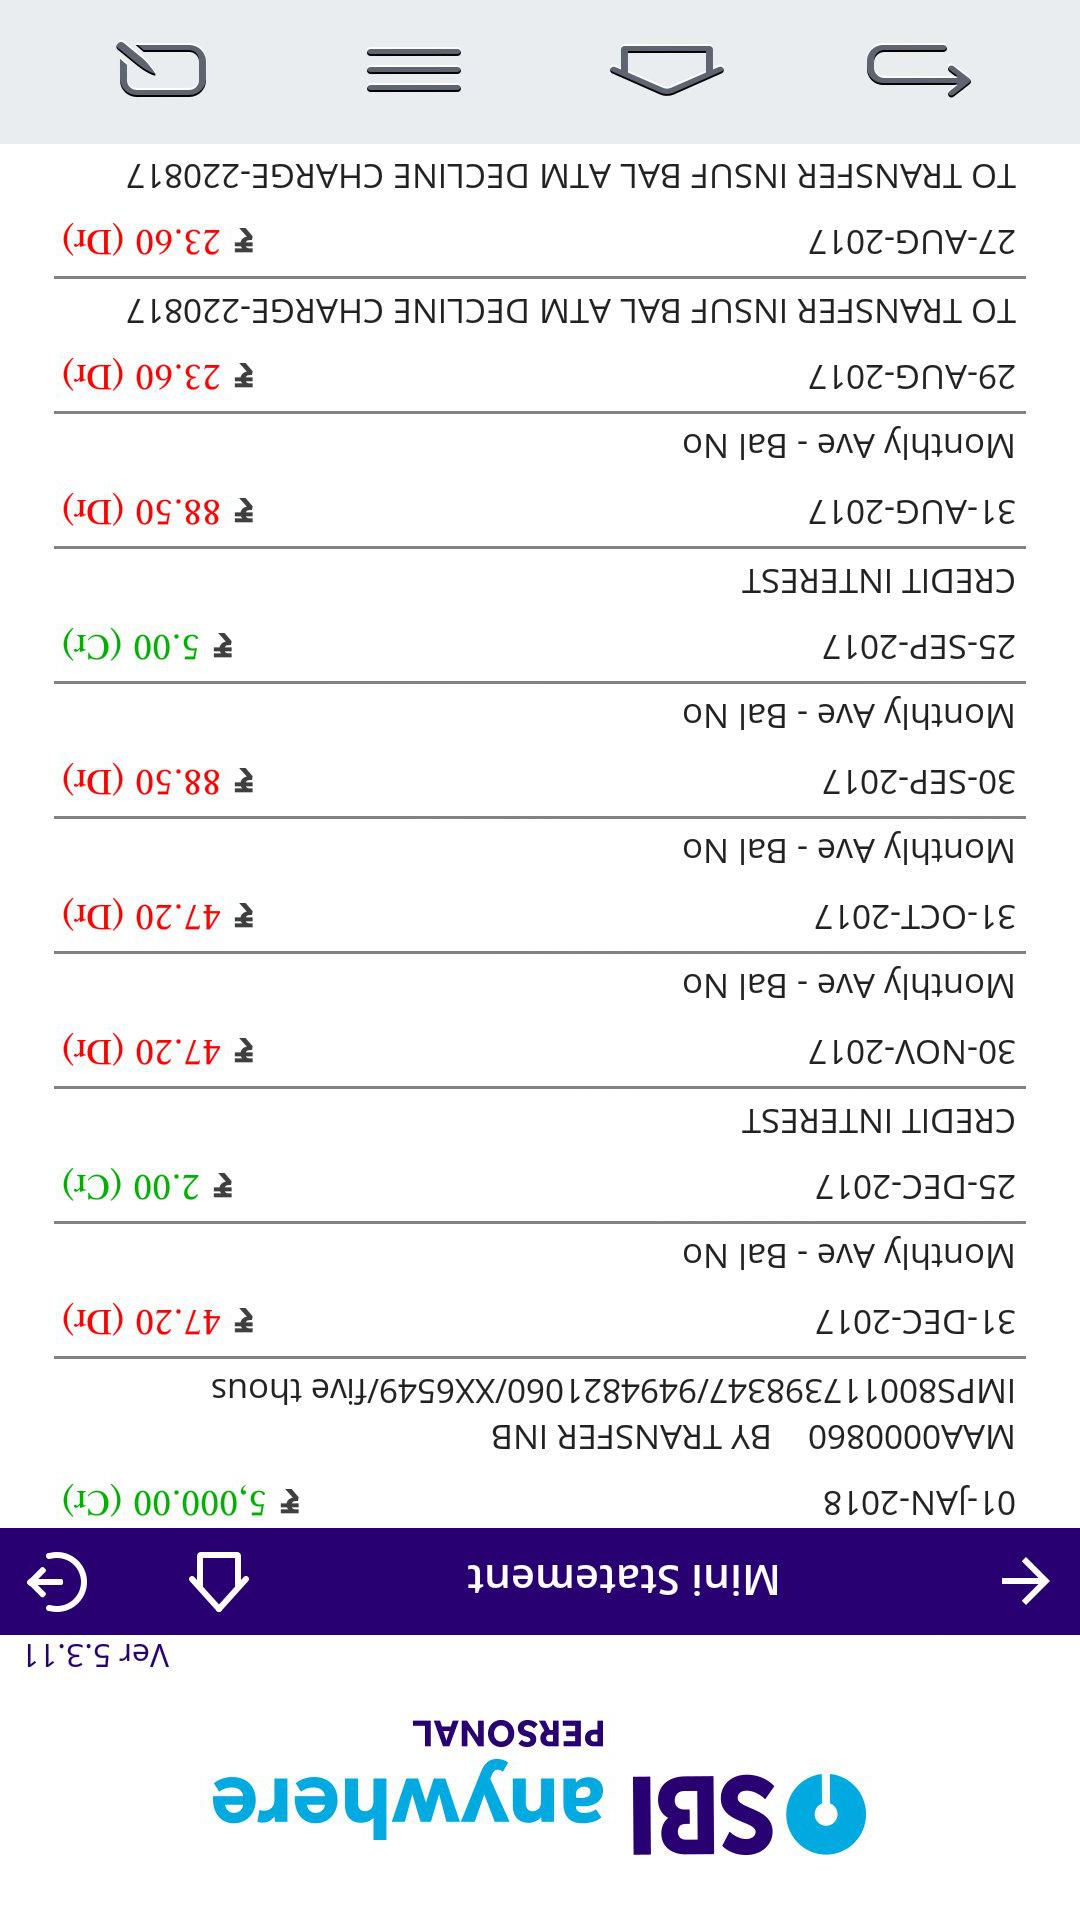 SBI anywhere
PERSONAL
Ver 5.3.11
Mini Statement
01-JAN-2018 ₹ 5,000.00 (Cr)
MAA0000860 BY TRANSFER INB
IMPS800117398347/9494821060/XX6549/five thous
31-DEC-2017 ₹ 47.20 (Dr)
Monthly Ave - Bal No
25-DEC-2017 ₹ 2.00 (Cr)
CREDIT INTEREST
30-NOV-2017 ₹ 47.20 (Dr)
Monthly Ave - Bal No
31-OCT-2017 ₹ 47.20 (Dr)
Monthly Ave - Bal No
30-SEP-2017 ₹ 88.50 (Dr)
Monthly Ave - Bal No
25-SEP-2017 ₹ 5.00 (Cr)
CREDIT INTEREST
31-AUG-2017 ₹ 88.50 (Dr)
Monthly Ave - Bal No
29-AUG-2017 ₹ 23.60 (Dr)
TO TRANSFER INSUF BAL ATM DECLINE CHARGE-220817
27-AUG-2017 ₹ 23.60 (Dr)
TO TRANSFER INSUF BAL ATM DECLINE CHARGE-220817